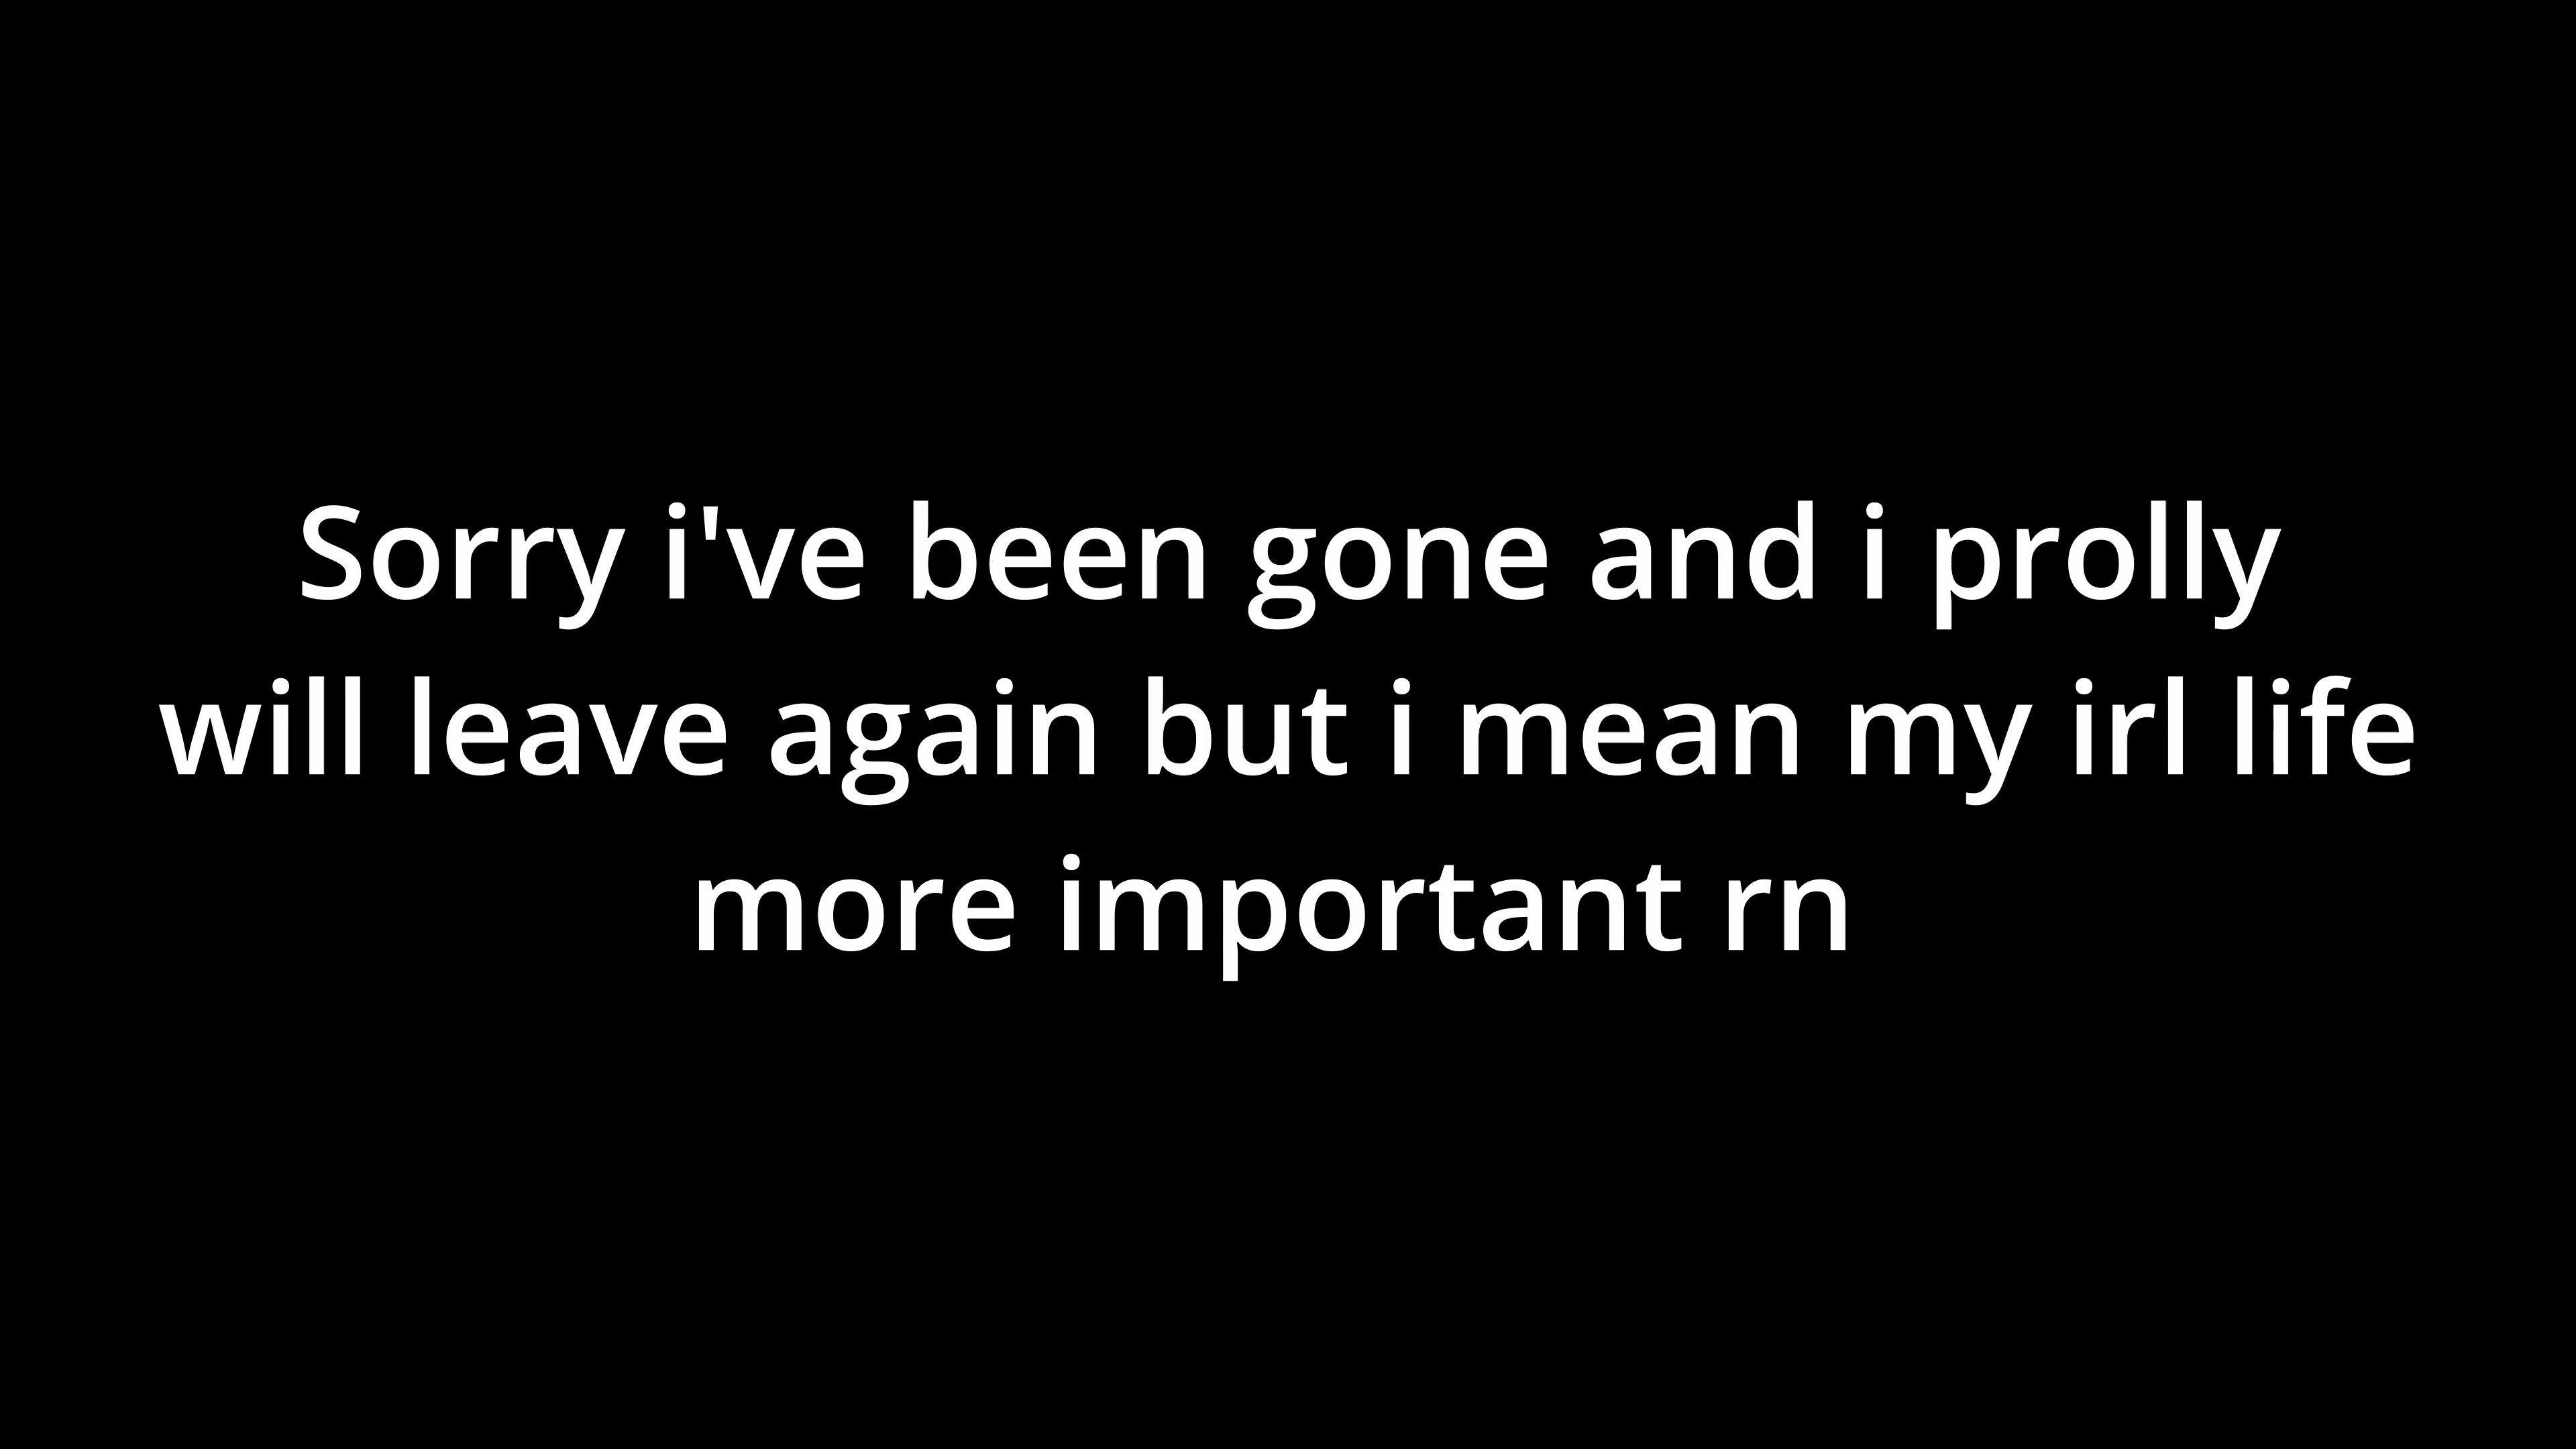 Sorry i've been gone and i prolly
will leave again but i mean my irl life
more important rn